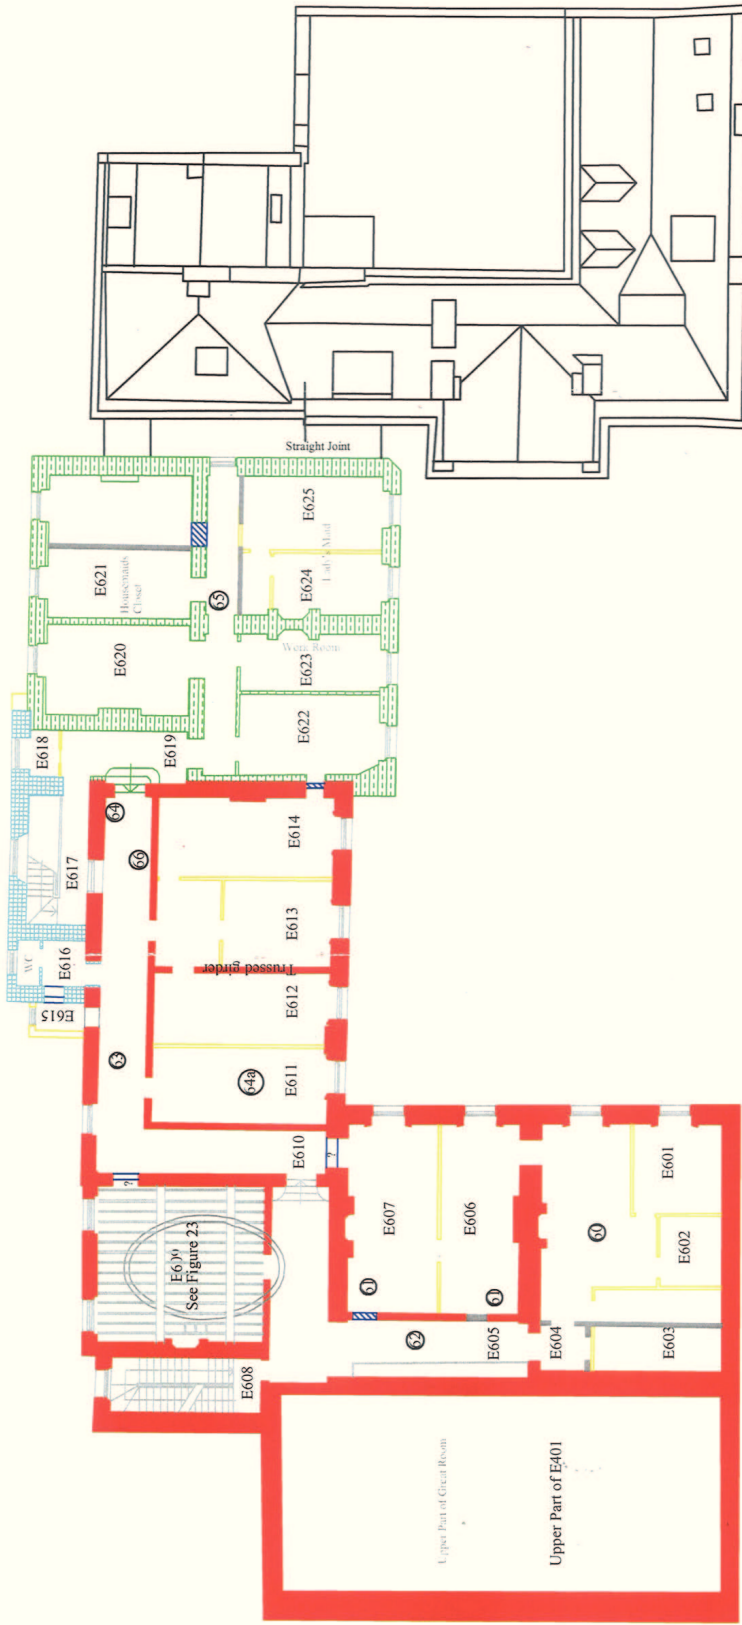 Straight Joint
E625
Lady's Maid
E624
E621
Housemaids
Closet
65
Work Room
E623
E620
E622
E619
E618
64
66
E617
E614
E613
WC
E616
E615
Trussed girder
E612
63
64a
E611
E610
?
?
E609
See Figure 23
E607
E606
61
61
60
E601
E602
E603
E604
E605
62
E608
Upper Part of Great Room
Upper Part of E401